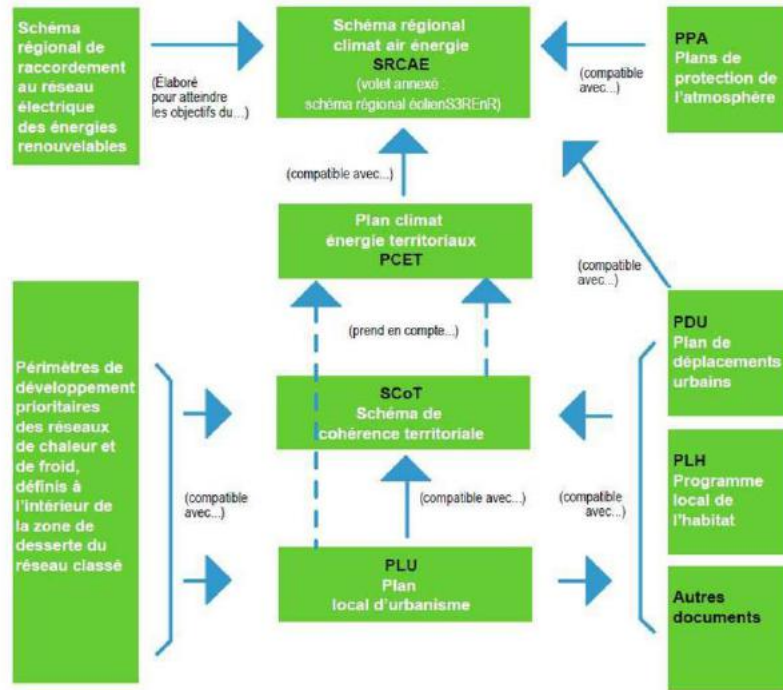 Schéma
régional de
raccordement
au réseau
électrique
des énergies
renouvelables
(Élaboré
pour atteindre
les objectifs du...)
Schéma régional
climat air énergie
SRCAE
(volet annexé :
schéma régional éolienS3REnR)
(compatible
avec...)
PPA
Plans de
protection de
l'atmosphère
(compatible avec...)
Plan climat
énergie territoriaux
PCET
(compatible
avec...)
(prend en compte...)
Périmètres de
développement
prioritaires
des réseaux
de chaleur et
de froid,
définis à
l'intérieur de
la zone de
desserte du
réseau classé
(compatible
avec...)
SCoT
Schéma de
cohérence territoriale
(compatible avec...)
PLU
Plan
local d'urbanisme
(compatible
avec...)
PDU
Plan de
déplacements
urbains
PLH
Programme
local de
l'habitat
Autres
documents